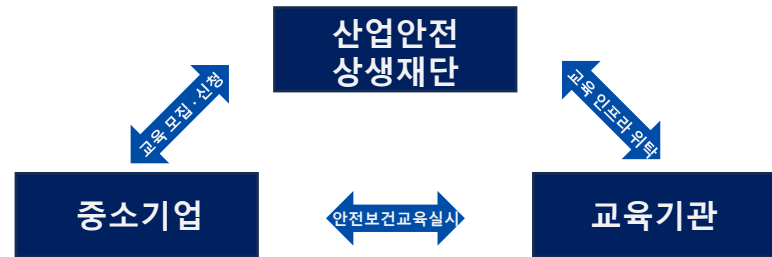 산업안전
상생재단
교육 모집·신청
교육 인프라 위탁
중소기업
안전보건교육실시
교육기관